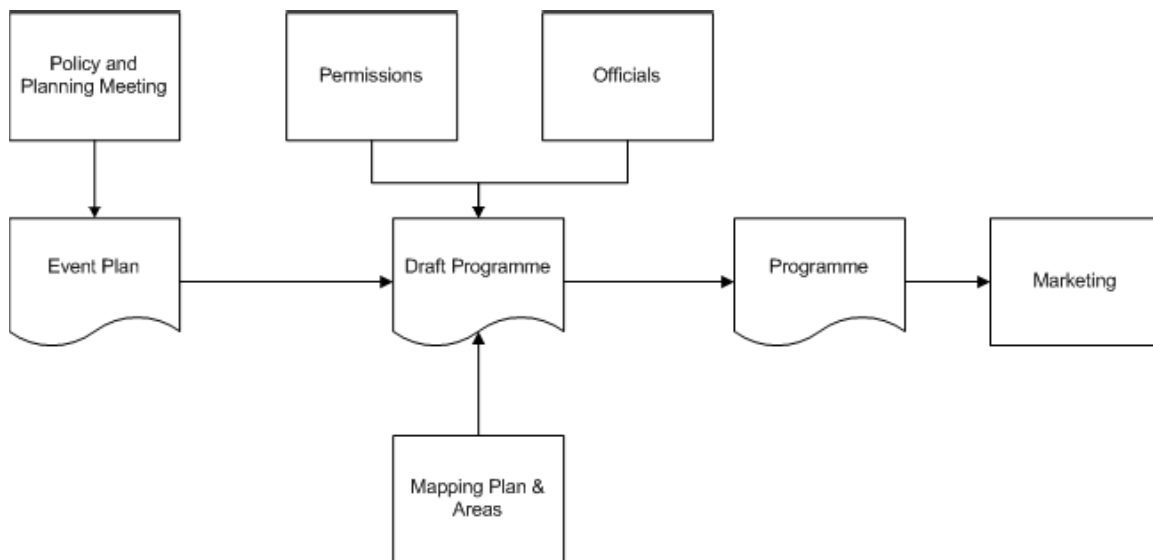 Policy and
Planning Meeting
Permissions
Officials
Event Plan
Draft Programme
Programme
Marketing
Mapping Plan &
Areas